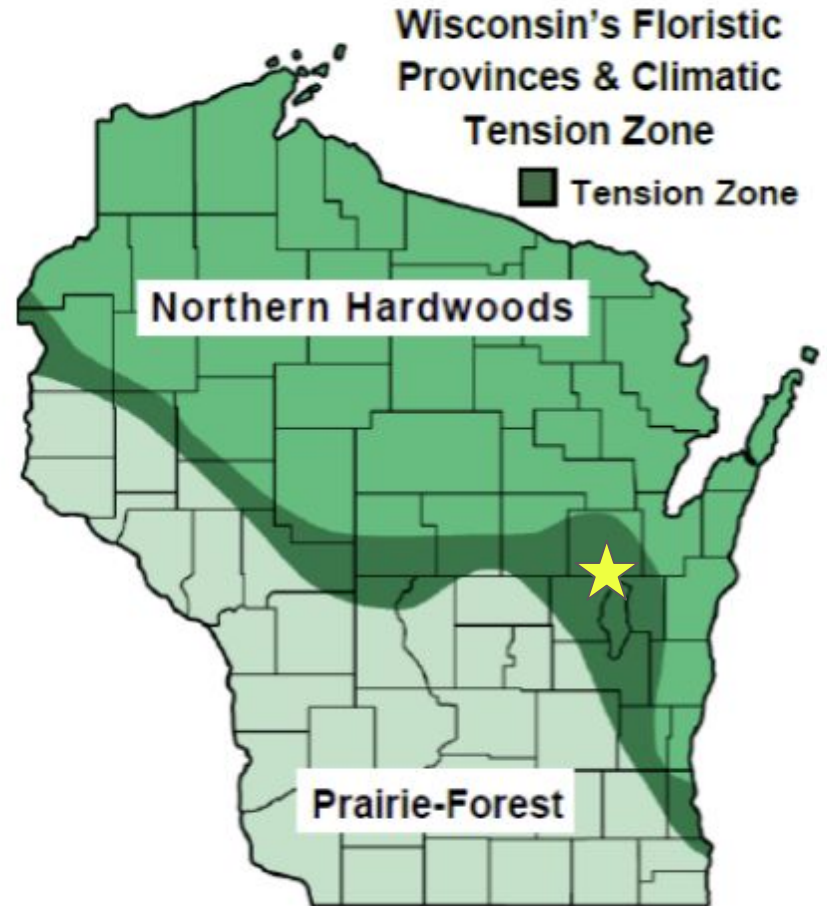 Wisconsin's Floristic
Provinces & Climatic
Tension Zone
Tension Zone
Northern Hardwoods
Prairie-Forest